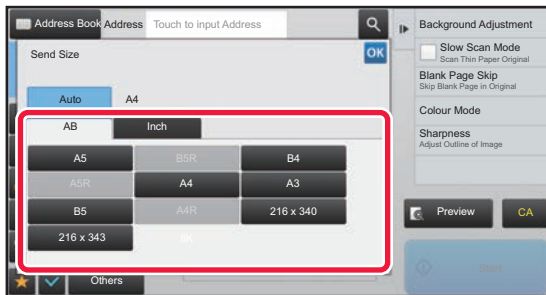 Address Book Address Touch to input Address
Send Size
OK
Auto A4
AB Inch
A5 B5R B4
A5R A4 A3
B5 A4R 216 x 340
216 x 343 8K
Others
Background Adjustment
Slow Scan Mode
Scan Thin Paper Original
Blank Page Skip
Skip Blank Page in Original
Colour Mode
Sharpness
Adjust Outline of Image
Preview CA
Start